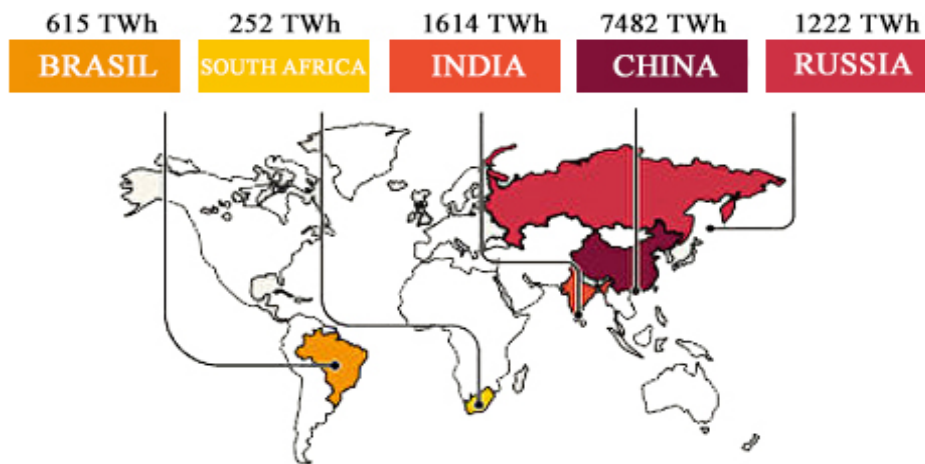 615 TWh 252 TWh 1614 TWh 7482 TWh 1222 TWh
BRASIL SOUTH AFRICA INDIA CHINA RUSSIA